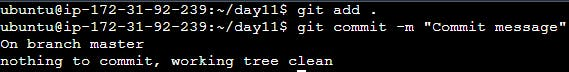 ubuntu@ip-172-31-92-239:~/day11$ git add .
ubuntu@ip-172-31-92-239:~/day11$ git commit -m "Commit message"
On branch master
nothing to commit, working tree clean